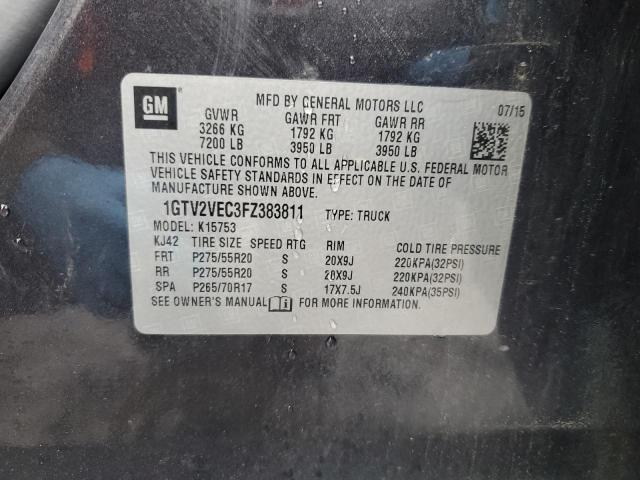 GM
MFD BY GENERAL MOTORS LLC
07/15
GVWR GAWR FRT GAWR RR
3266 KG 1792 KG 1792 KG
7200 LB 3950 LB 3950 LB
THIS VEHICLE CONFORMS TO ALL APPLICABLE U.S. FEDERAL MOTOR
VEHICLE SAFETY STANDARDS IN EFFECT ON THE DATE OF
MANUFACTURE SHOWN ABOVE.
1GTV2VEC3FZ383811 TYPE: TRUCK
MODEL: K15753
KJ42 TIRE SIZE SPEED RTG RIM COLD TIRE PRESSURE
FRT P275/55R20 S 20X9J 220KPA(32PSI)
RR P275/55R20 S 20X9J 220KPA(32PSI)
SPA P265/70R17 S 17X7.5J 240KPA(35PSI)
SEE OWNER'S MANUAL FOR MORE INFORMATION.